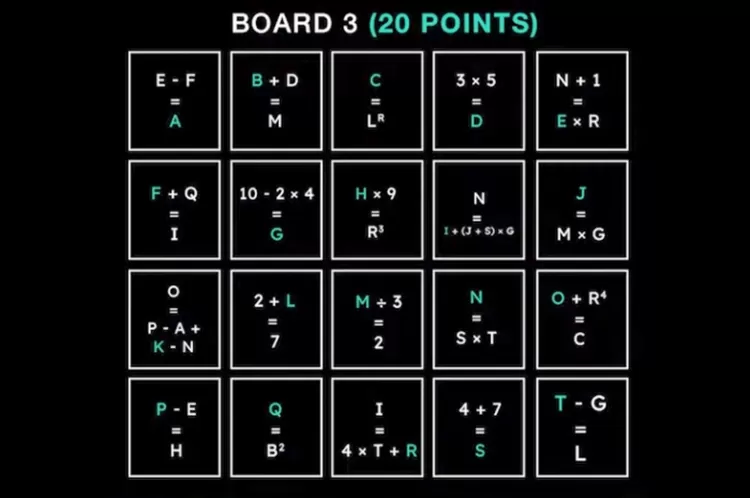 BOARD 3 (20 POINTS)
E - F
=
A
B + D
=
M
C
=
Lᴿ
3 × 5
=
D
N + 1
=
E × R
F + Q
=
I
10 - 2 × 4
=
G
H × 9
=
R³
N
=
I + (J + S) × G
J
=
M × G
O
=
P - A +
K - N
2 + L
=
7
M ÷ 3
=
2
N
=
S × T
O + R⁴
=
C
P - E
=
H
Q
=
B²
I
=
4 × T + R
4 + 7
=
S
T - G
=
L